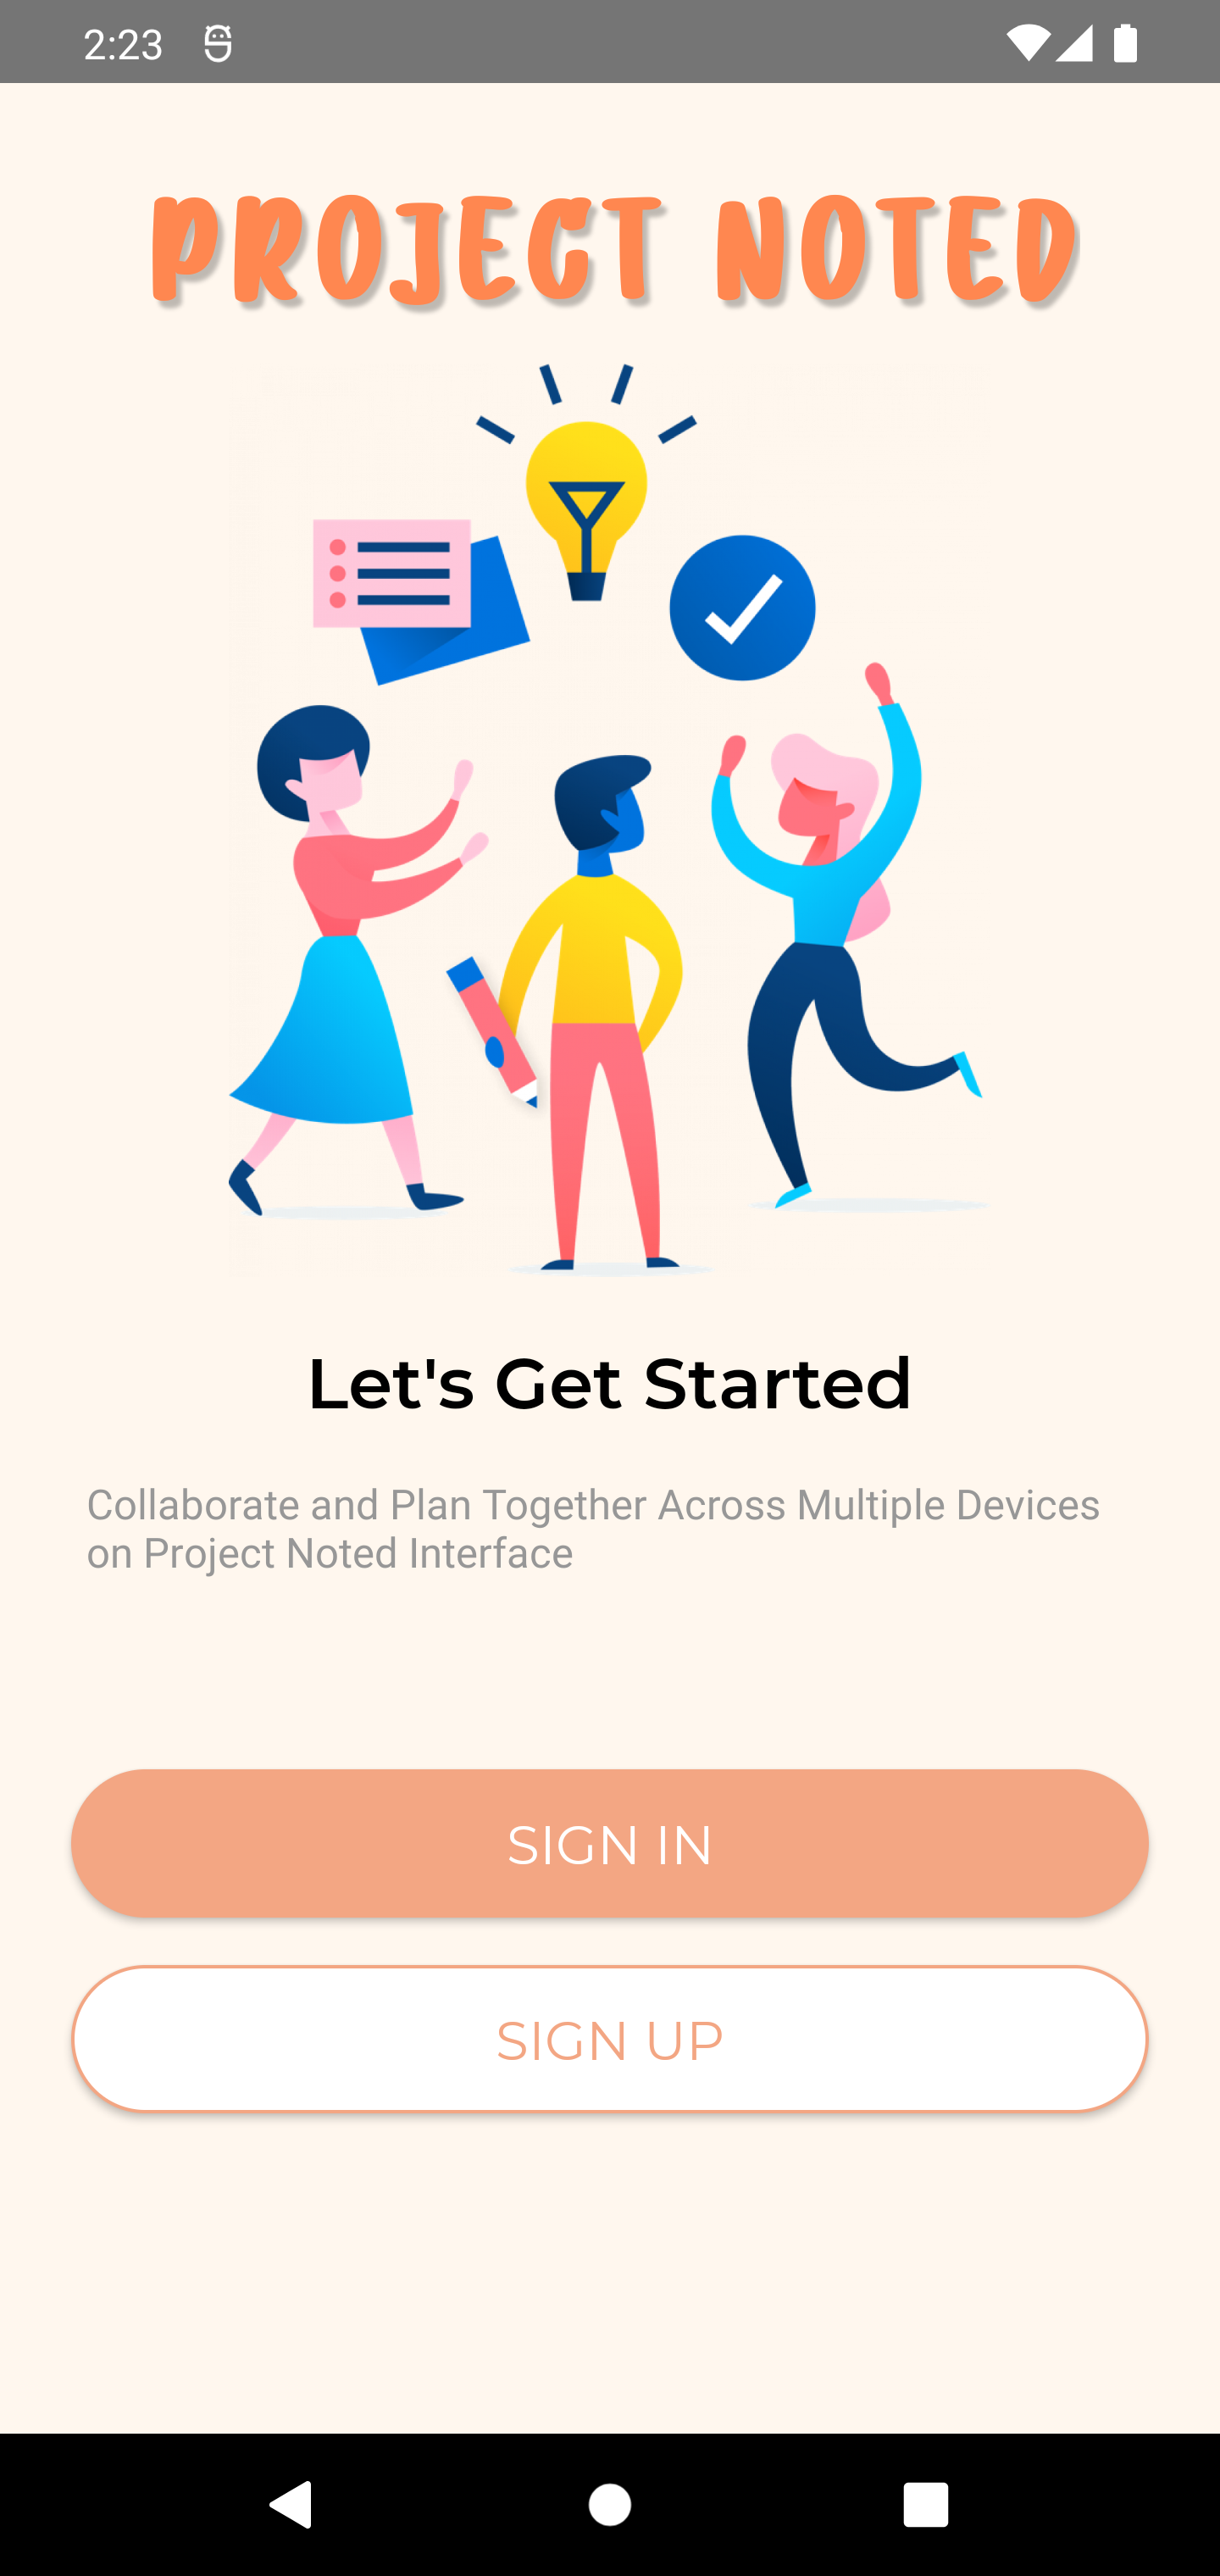 2:23
PROJECT NOTED
Let's Get Started
Collaborate and Plan Together Across Multiple Devices
on Project Noted Interface
SIGN IN
SIGN UP